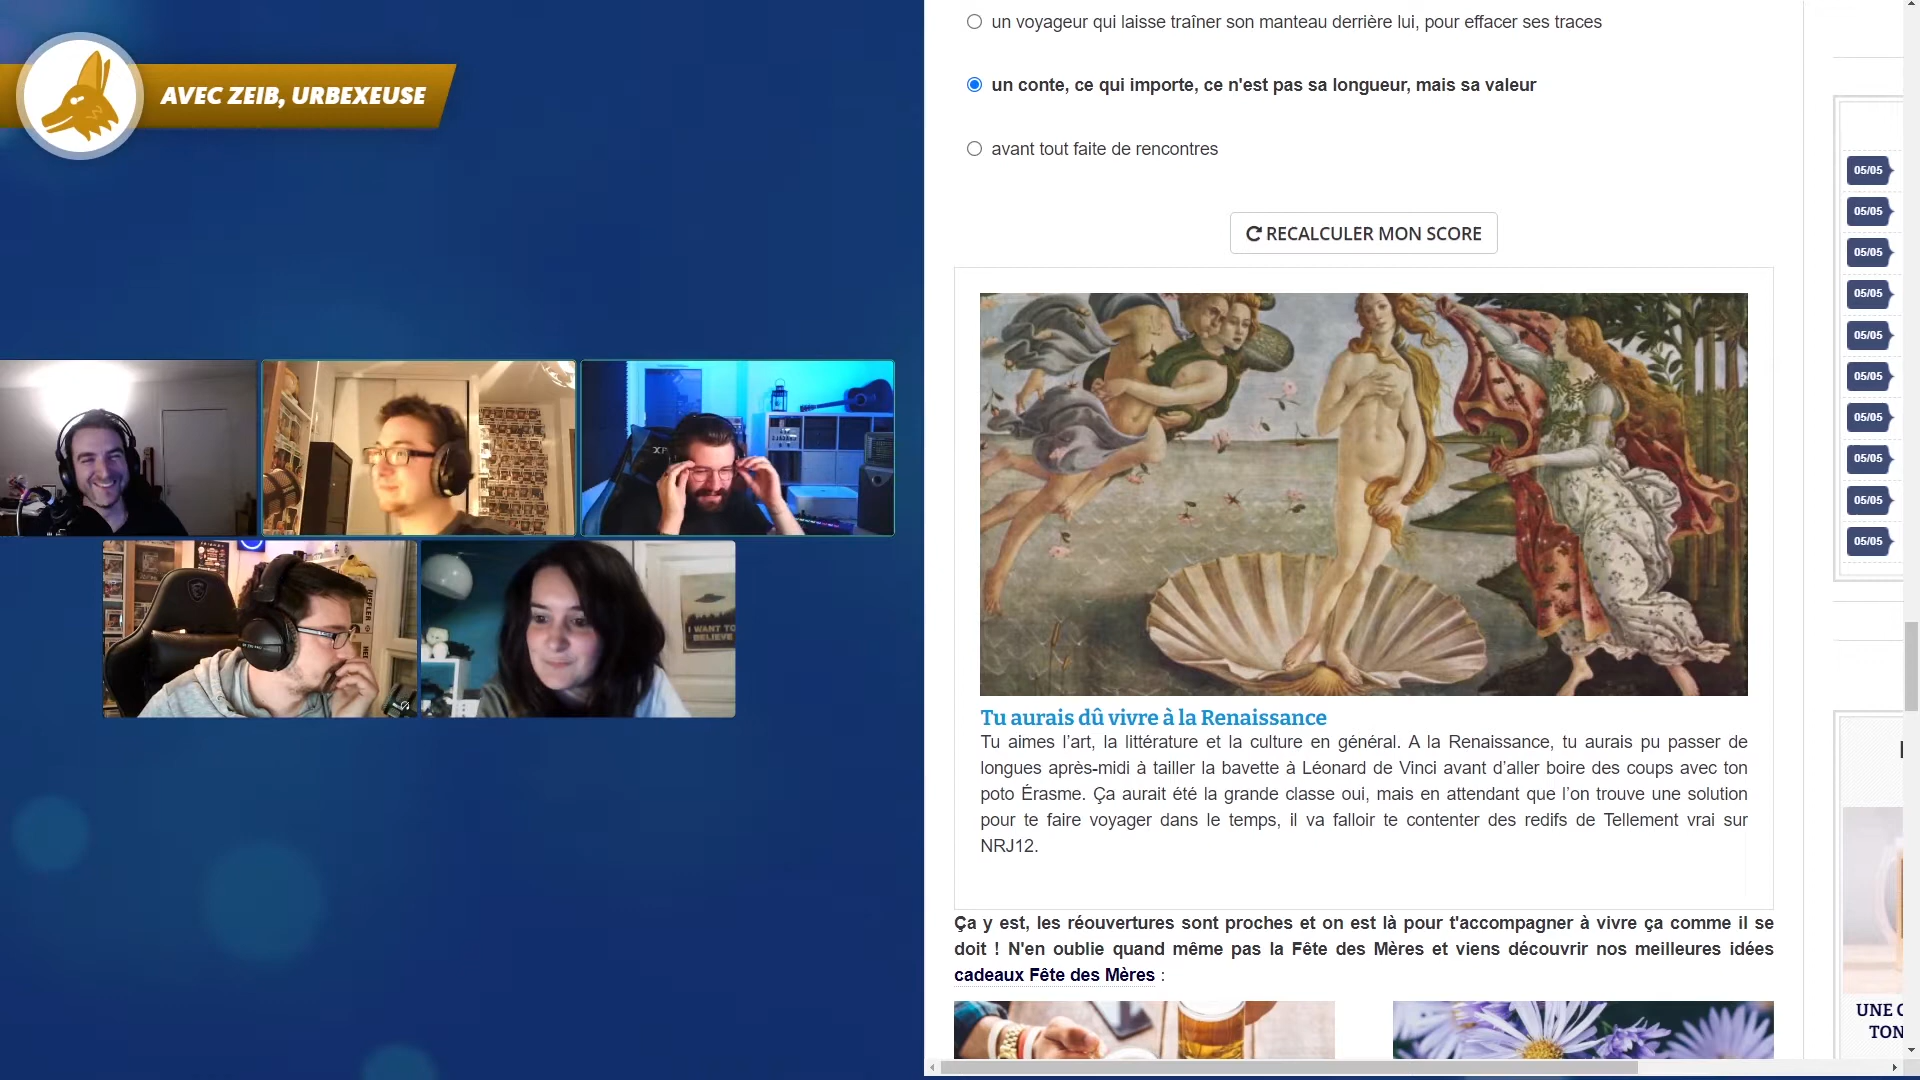 AVEC ZEIB, URBEXEUSE
I WANT TO
BELIEVE
un voyageur qui laisse traîner son manteau derrière lui, pour effacer ses traces
un conte, ce qui importe, ce n'est pas sa longueur, mais sa valeur
avant tout faite de rencontres
RECALCULER MON SCORE
Tu aurais dû vivre à la Renaissance
Tu aimes l’art, la littérature et la culture en général. A la Renaissance, tu aurais pu passer de
longues après-midi à tailler la bavette à Léonard de Vinci avant d’aller boire des coups avec ton
poto Érasme. Ça aurait été la grande classe oui, mais en attendant que l’on trouve une solution
pour te faire voyager dans le temps, il va falloir te contenter des redifs de Tellement vrai sur
NRJ12.
Ça y est, les réouvertures sont proches et on est là pour t'accompagner à vivre ça comme il se
doit ! N'en oublie quand même pas la Fête des Mères et viens découvrir nos meilleures idées
cadeaux Fête des Mères :
05/05
05/05
05/05
05/05
05/05
05/05
05/05
05/05
05/05
05/05
UNE
TON